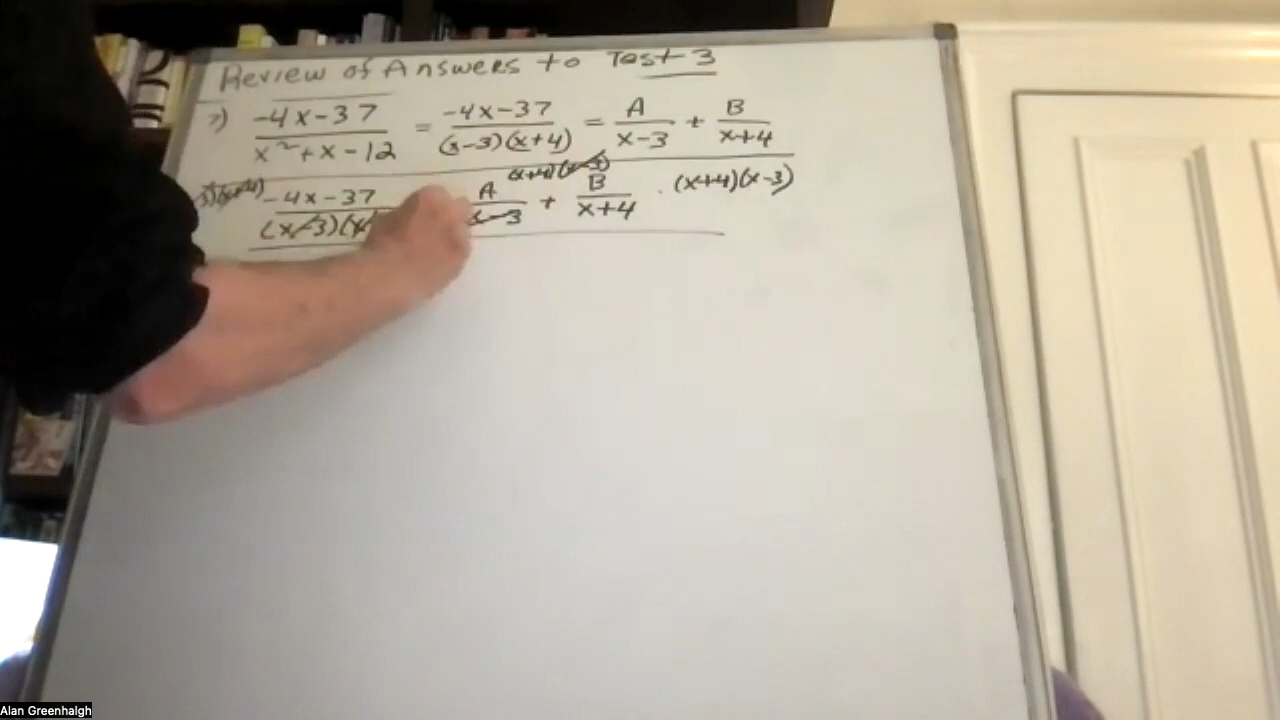 Review of Answers to Test 3
7) -4x-37 / x²+x-12 = -4x-37 / (x-3)(x+4) = A / x-3 + B / x+4
(x+4)(x-3)
-4x-37 / (x-3)(x A / x-3 + B / x+4 · (x+4)(x-3)
Alan Greenhalgh